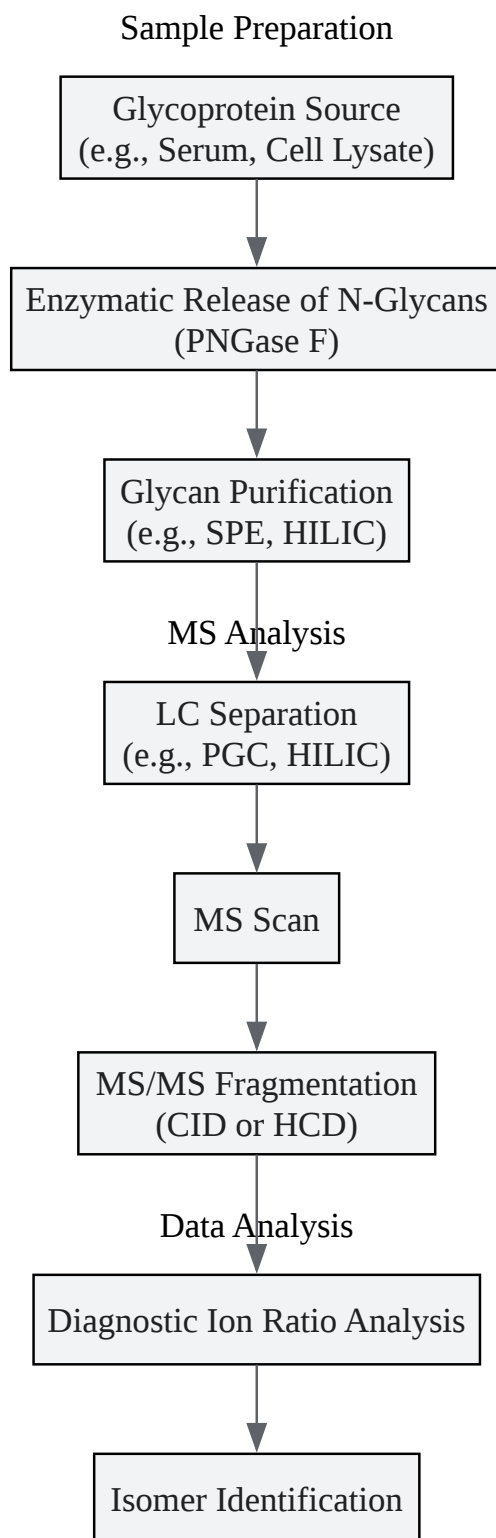 Sample Preparation
Glycoprotein Source
(e.g., Serum, Cell Lysate)
Enzymatic Release of N-Glycans
(PNGase F)
Glycan Purification
(e.g., SPE, HILIC)
MS Analysis
LC Separation
(e.g., PGC, HILIC)
MS Scan
MS/MS Fragmentation
(CID or HCD)
Data Analysis
Diagnostic Ion Ratio Analysis
Isomer Identification